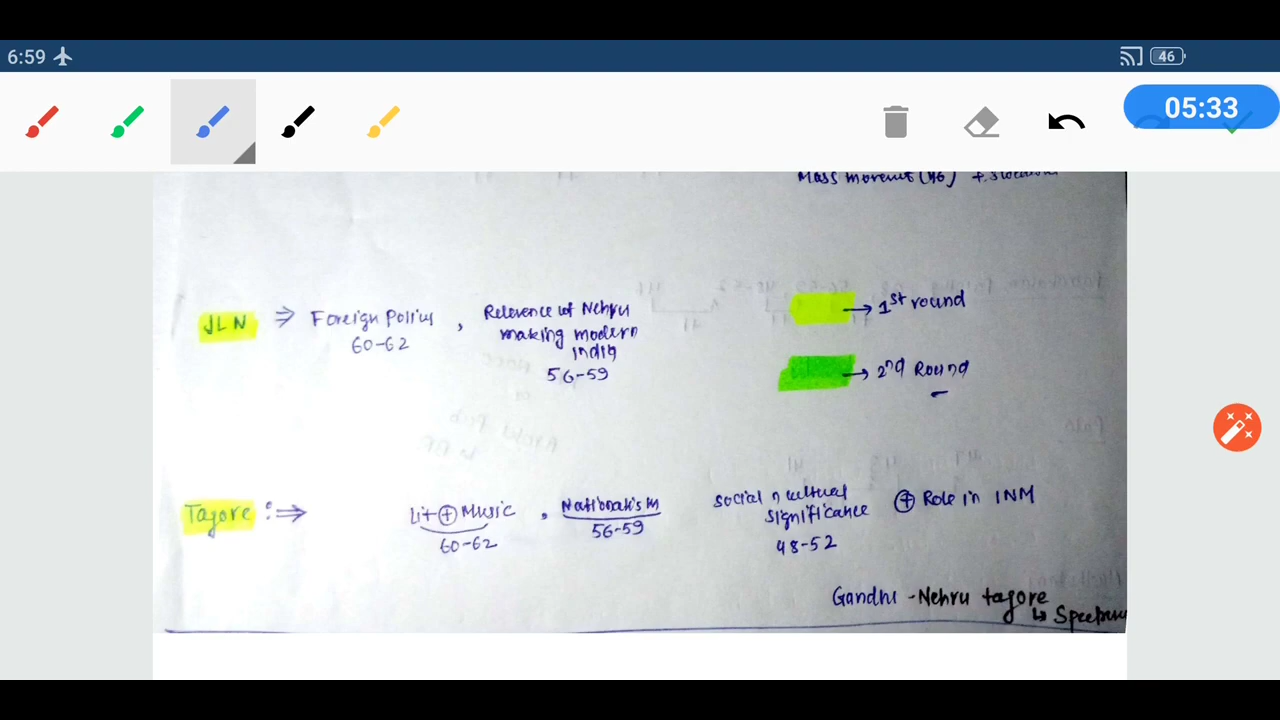 6:59
46
05:33
Mass movemnt (46) +
JLN ⇒ Foreign Policy ,
60-62
Relevence of Nehru
making modern
India
56-59
→ 1st round
→ 2nd Round
Tagore :⇒ Lit ⊕ Music ,
60-62
Nationalism
56-59
Social n cultural
significance
48-52
⊕ Role in INM
Gandhi - Nehru tagore
↳ Spectrum